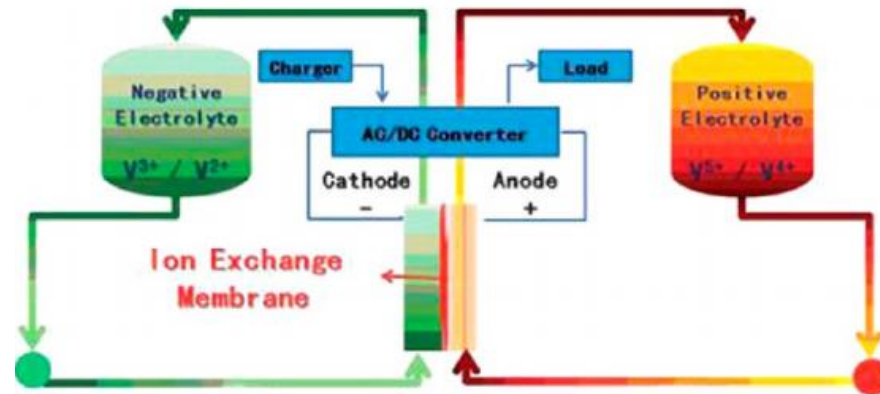 Charger
Load
Negative
Electrolyte
V³⁺ / V²⁺
AC/DC Converter
Positive
Electrolyte
V⁵⁺ / V⁴⁺
Cathode
-
Anode
+
Ion Exchange
Membrane